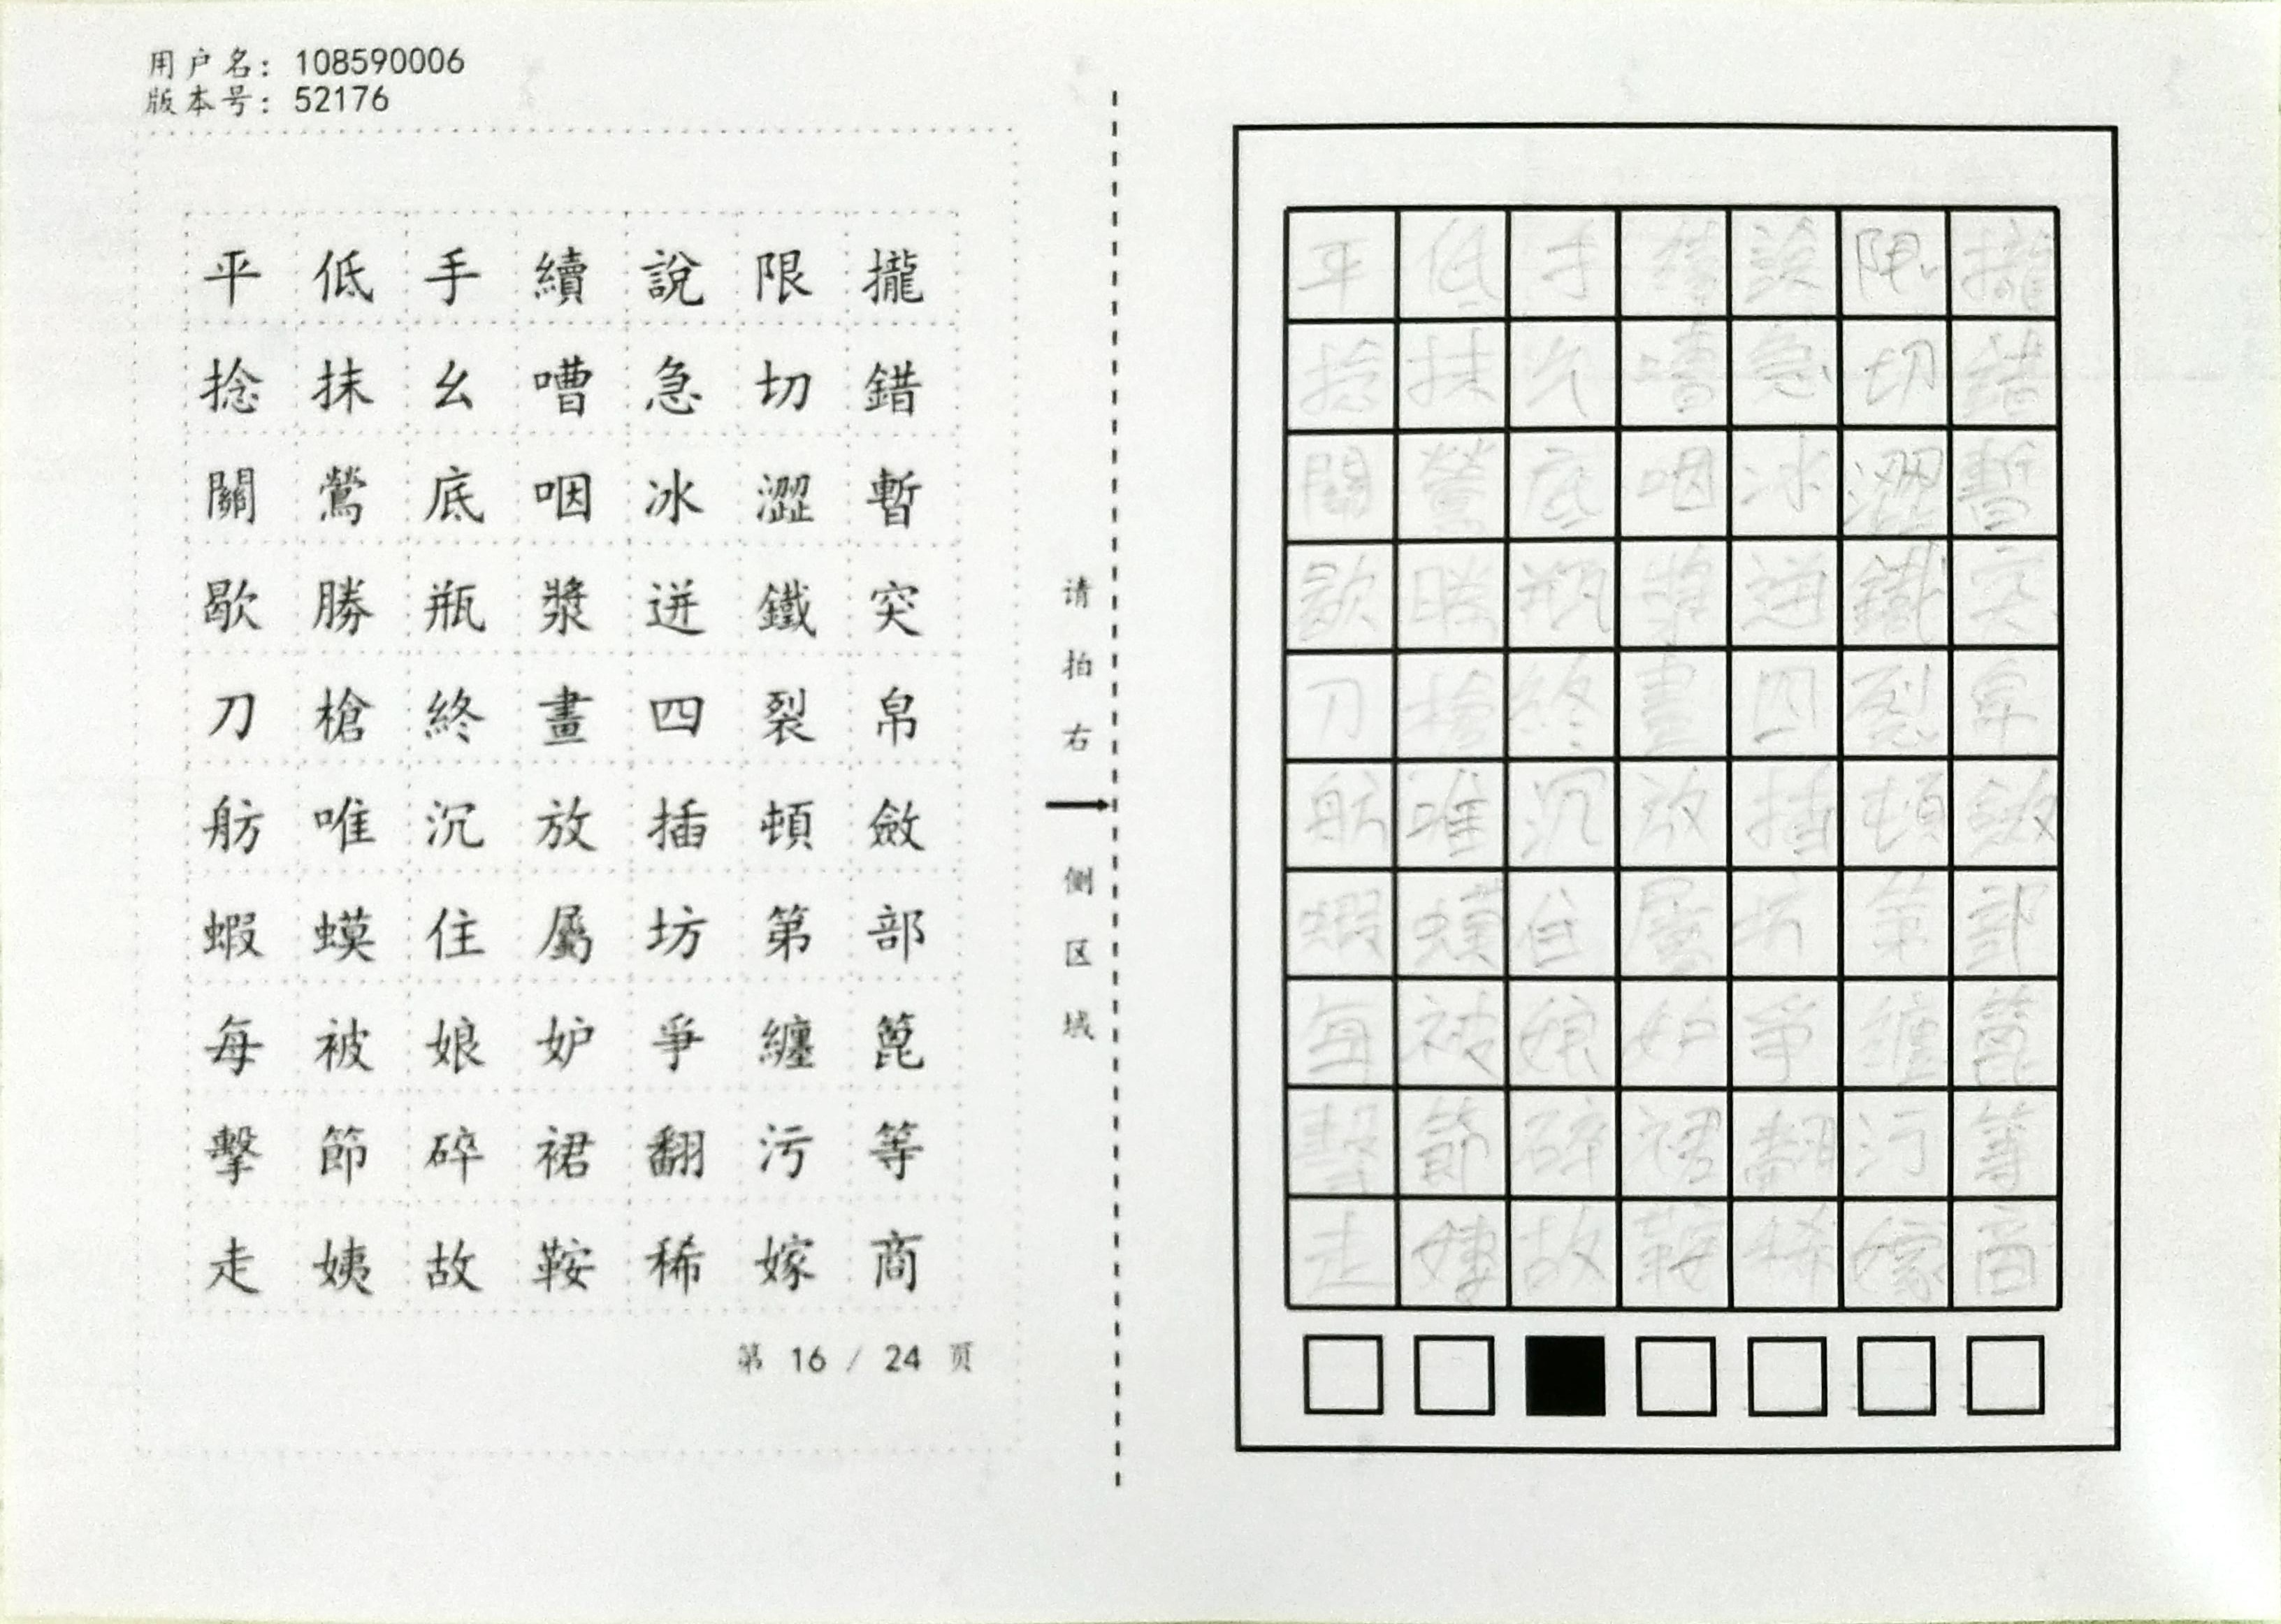 用户名: 108590006
版本号: 52176
平低手續說限攏
捻抹幺嘈急切錯
關鶯底咽冰澀暫
歇勝瓶漿迸鐵突
刀槍終畫四裂帛
舫唯沉放插頓斂
蝦蟆住屬坊第部
每被娘妒爭纏篦
擊節碎裙翻污等
走姨故鞍稀嫁商
第 16 / 24 页
请拍右侧区域
平低手續說限攏
捻抹幺嘈急切錯
關鶯底咽冰澀暫
歇勝瓶漿迸鐵突
刀槍終畫四裂帛
舫唯沉放插頓斂
蝦蟆住屬坊第部
每被娘妒爭纏篦
擊節碎裙翻污等
走姨故鞍稀嫁商